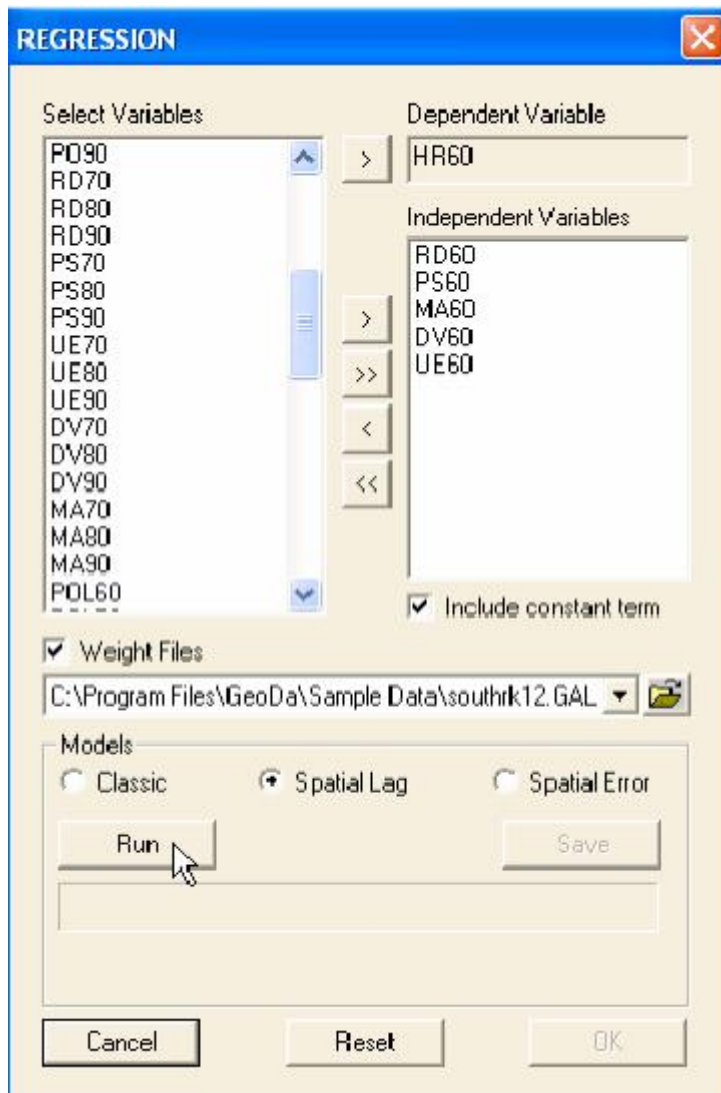 REGRESSION
Select Variables
PO90
RD70
RD80
RD90
PS70
PS80
PS90
UE70
UE80
UE90
DV70
DV80
DV90
MA70
MA80
MA90
POL60
>
>
>>
<
<<
Dependent Variable
HR60
Independent Variables
RD60
PS60
MA60
DV60
UE60
Include constant term
Weight Files
C:\Program Files\GeoDa\Sample Data\southrk12.GAL
Models
Classic Spatial Lag Spatial Error
Run Save
Cancel Reset OK